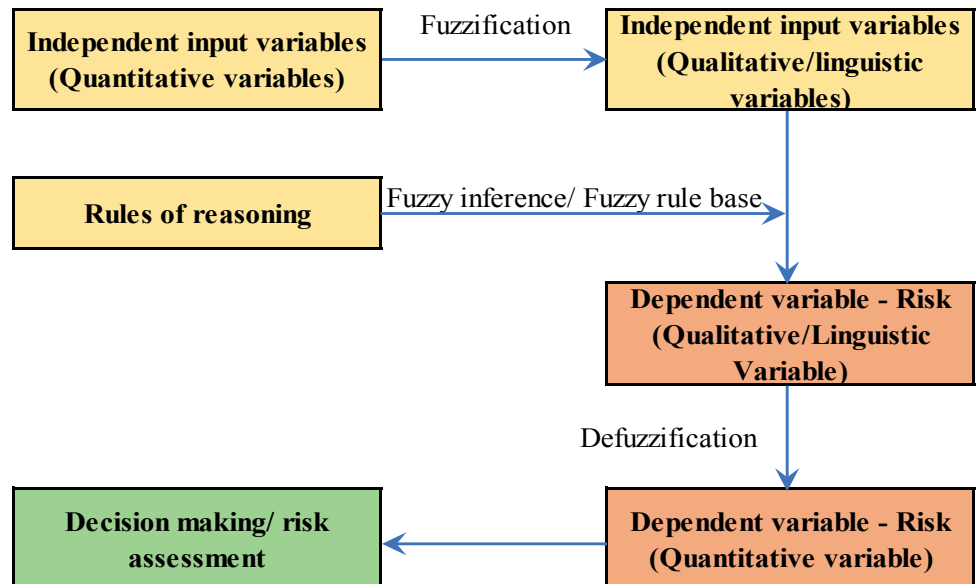 Independent input variables
(Quantitative variables)
Fuzzification
Independent input variables
(Qualitative/linguistic
variables)
Rules of reasoning
Fuzzy inference/ Fuzzy rule base
Dependent variable - Risk
(Qualitative/Linguistic
Variable)
Defuzzification
Decision making/ risk
assessment
Dependent variable - Risk
(Quantitative variable)